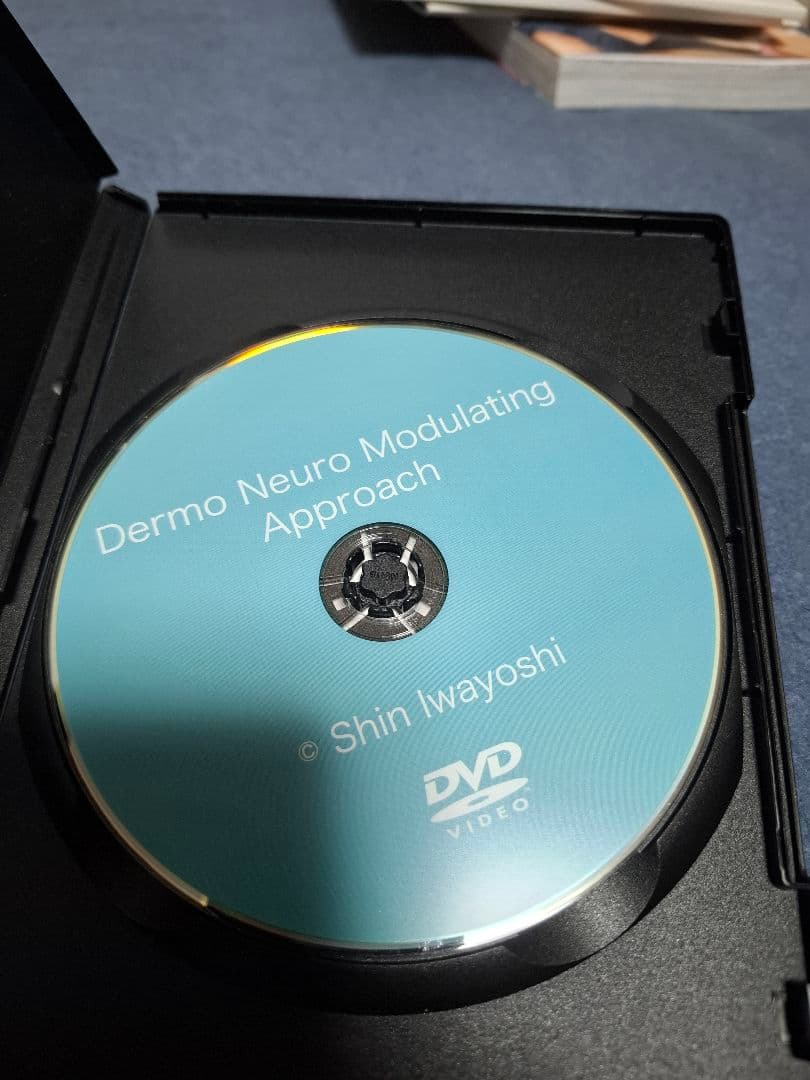 Dermo Neuro Modulating
Approach
© Shin Iwayoshi
DVD
VIDEO